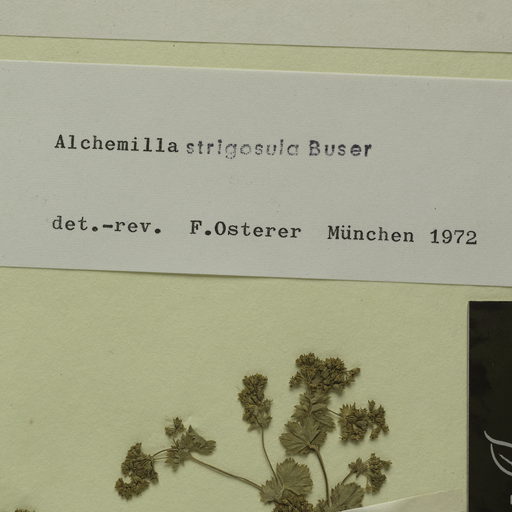 Alchemilla strigosula Buser
det.-rev. F.Osterer München 1972